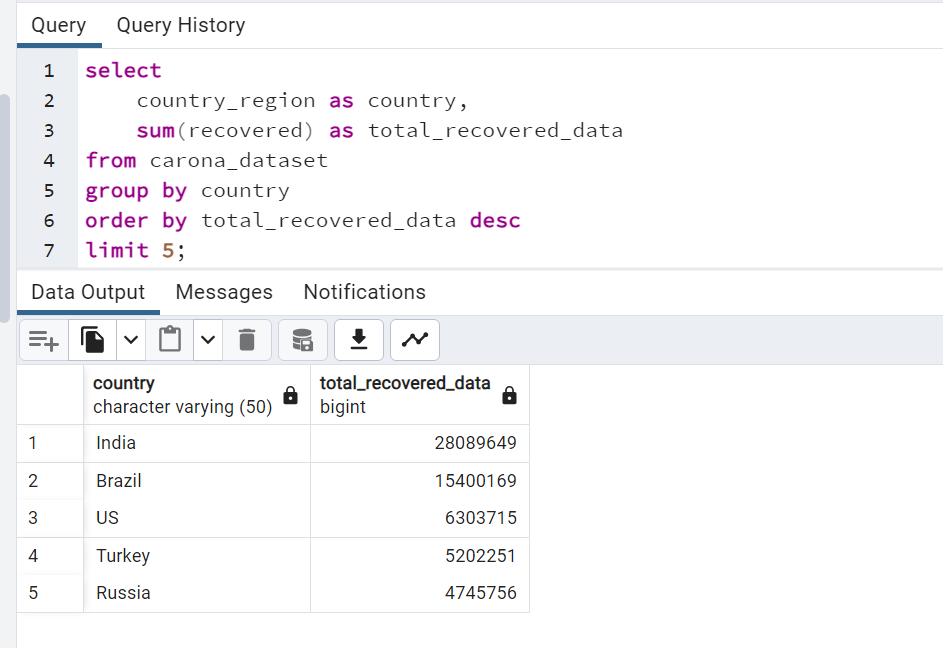 Query Query History
1 select
2 country_region as country,
3 sum(recovered) as total_recovered_data
4 from carona_dataset
5 group by country
6 order by total_recovered_data desc
7 limit 5;
Data Output Messages Notifications
country total_recovered_data
character varying (50) bigint
1 India 28089649
2 Brazil 15400169
3 US 6303715
4 Turkey 5202251
5 Russia 4745756